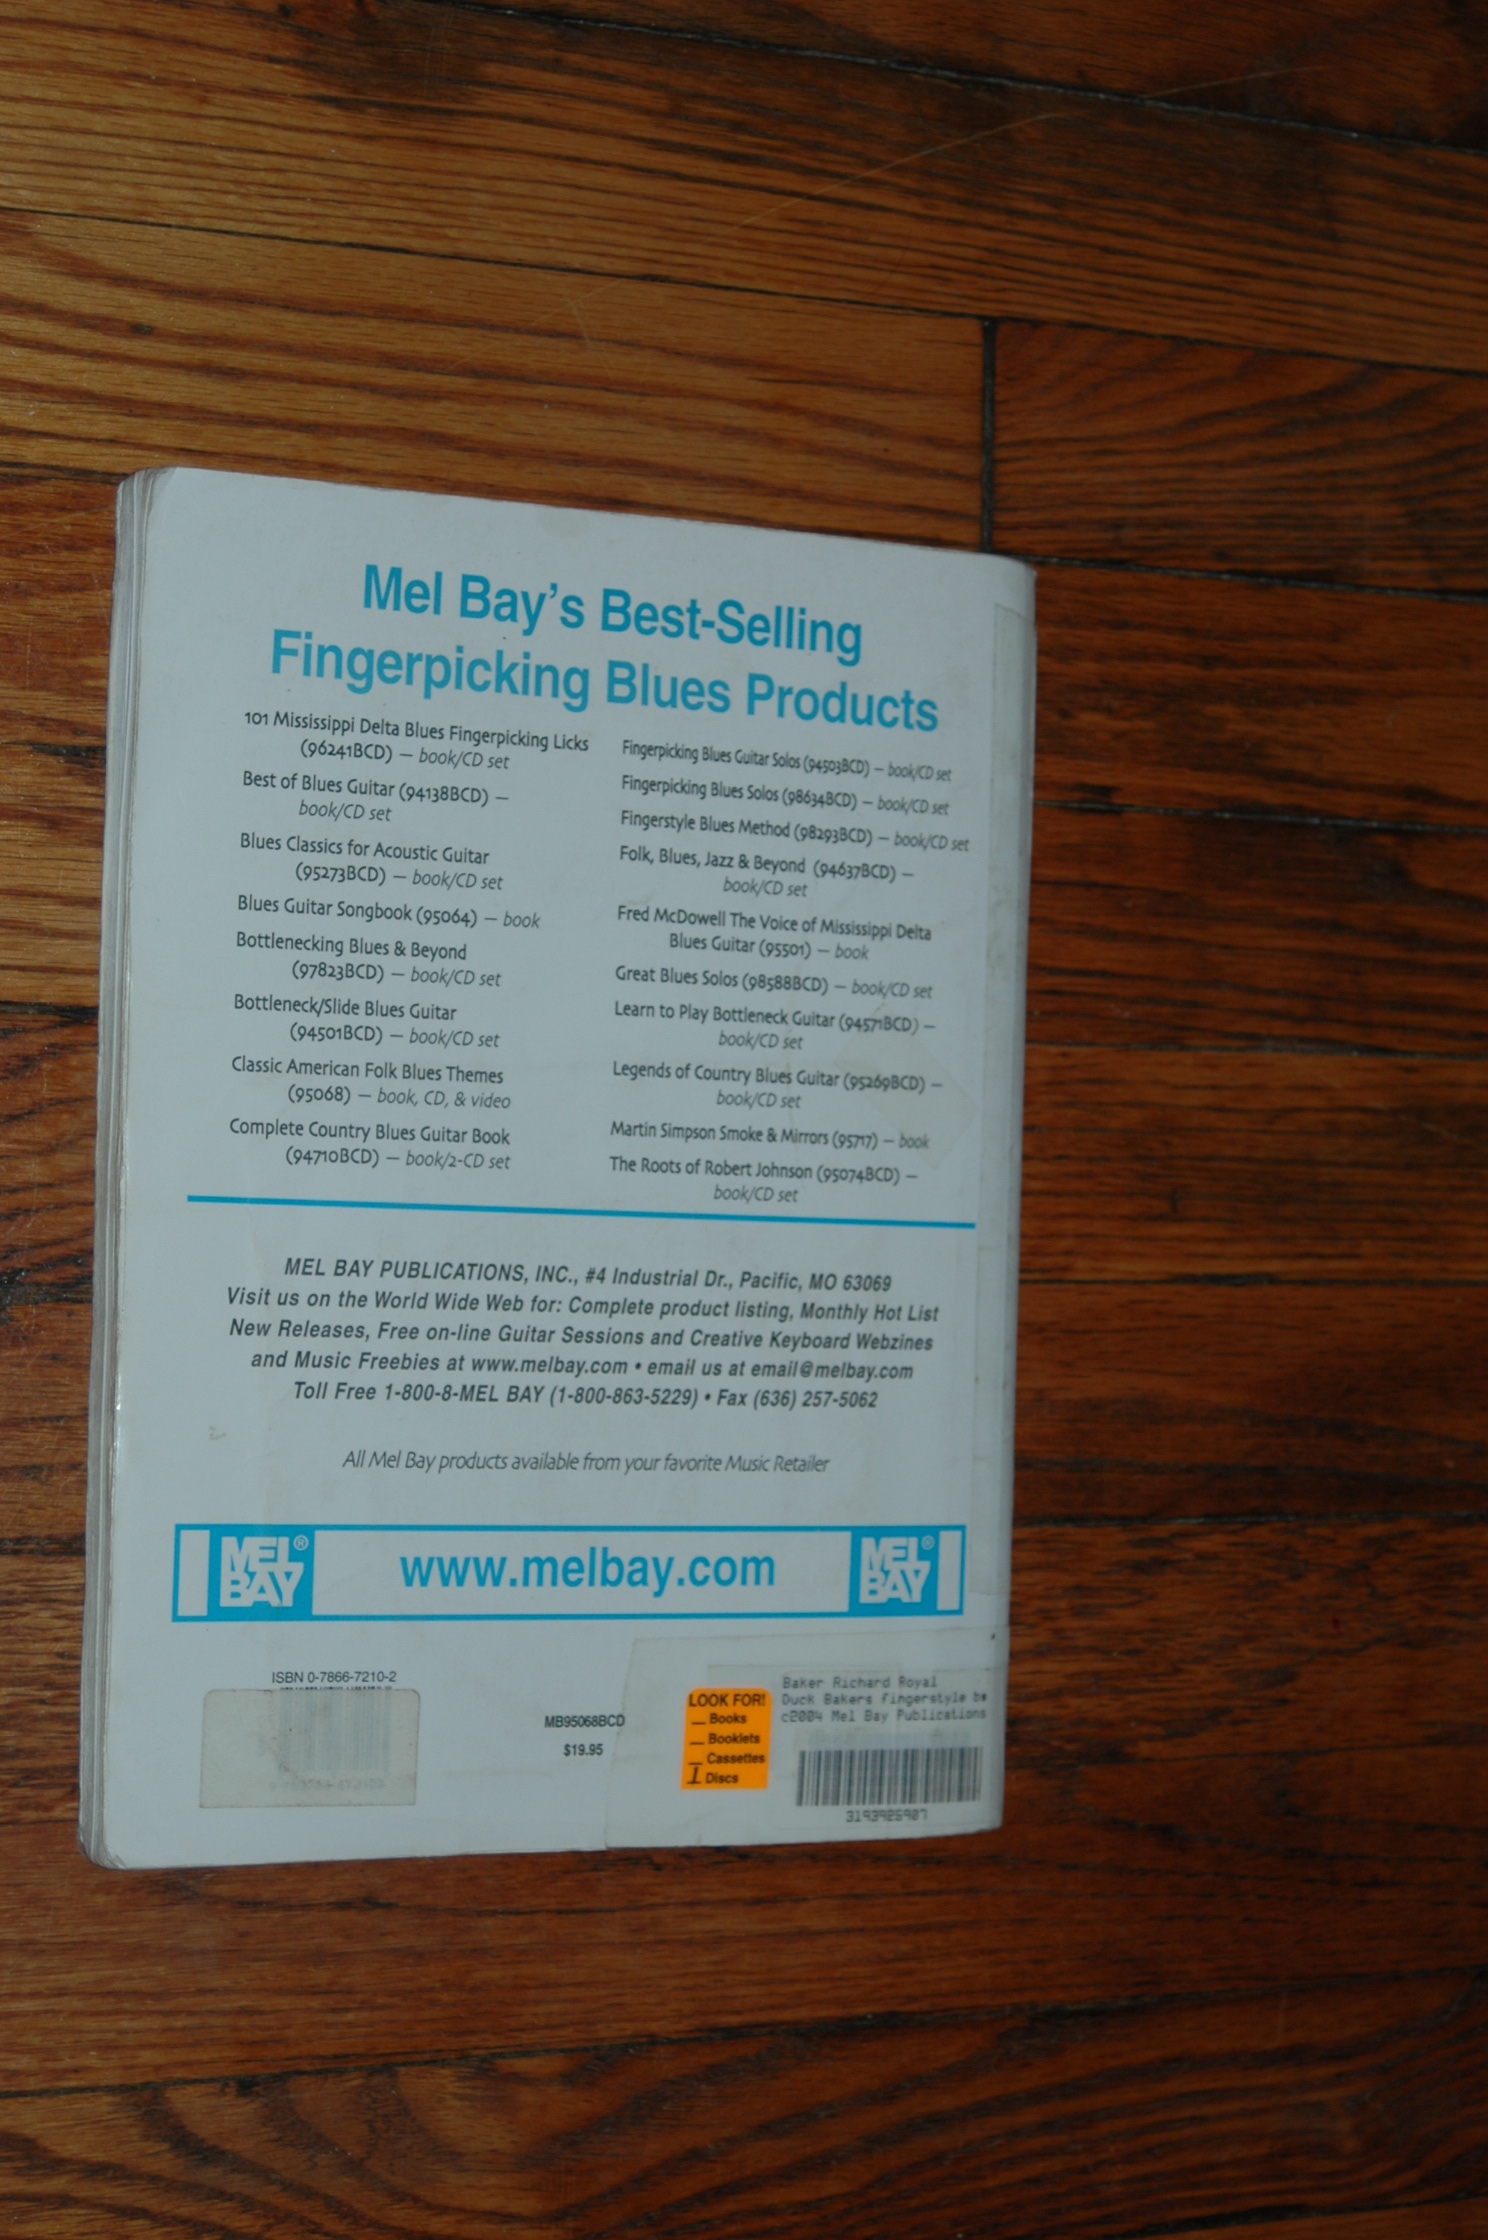 Mel Bay's Best-Selling
Fingerpicking Blues Products
101 Mississippi Delta Blues Fingerpicking Licks
(96241BCD) — book/CD set
Best of Blues Guitar (94138BCD) —
book/CD set
Blues Classics for Acoustic Guitar
(95273BCD) — book/CD set
Blues Guitar Songbook (95064) — book
Bottlenecking Blues & Beyond
(97823BCD) — book/CD set
Bottleneck/Slide Blues Guitar
(94501BCD) — book/CD set
Classic American Folk Blues Themes
(95068) — book, CD, & video
Complete Country Blues Guitar Book
(94710BCD) — book/2-CD set
Fingerpicking Blues Guitar Solos (94503BCD) — book/CD set
Fingerpicking Blues Solos (98634BCD) — book/CD set
Fingerstyle Blues Method (98293BCD) — book/CD set
Folk, Blues, Jazz & Beyond (94637BCD) —
book/CD set
Fred McDowell The Voice of Mississippi Delta
Blues Guitar (95501) — book
Great Blues Solos (98588BCD) — book/CD set
Learn to Play Bottleneck Guitar (94571BCD) —
book/CD set
Legends of Country Blues Guitar (95269BCD) —
book/CD set
Martin Simpson Smoke & Mirrors (95717) — book
The Roots of Robert Johnson (95074BCD) —
book/CD set
MEL BAY PUBLICATIONS, INC., #4 Industrial Dr., Pacific, MO 63069
Visit us on the World Wide Web for: Complete product listing, Monthly Hot List
New Releases, Free on-line Guitar Sessions and Creative Keyboard Webzines
and Music Freebies at www.melbay.com • email us at email@melbay.com
Toll Free 1-800-8-MEL BAY (1-800-863-5229) • Fax (636) 257-5062
All Mel Bay products available from your favorite Music Retailer
MEL BAY®
www.melbay.com
MEL BAY®
ISBN 0-7866-7210-2
MB95068BCD
$19.95
LOOK FOR!
_ Books
_ Booklets
_ Cassettes
1 Discs
Baker Richard Royal
Duck Bakers fingerstyle
c2004 Mel Bay Publications
3193925907